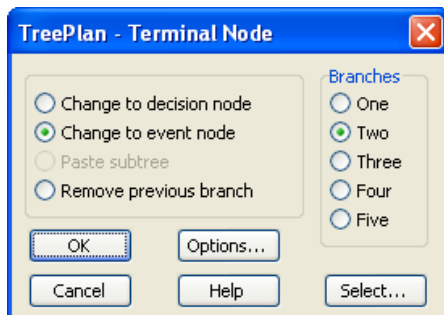 TreePlan - Terminal Node
Change to decision node
Change to event node
Paste subtree
Remove previous branch
Branches
One
Two
Three
Four
Five
OK
Options...
Cancel
Help
Select...